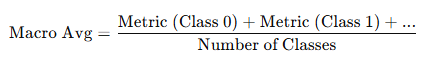 Macro Avg = Metric (Class 0) + Metric (Class 1) + ...
Number of Classes